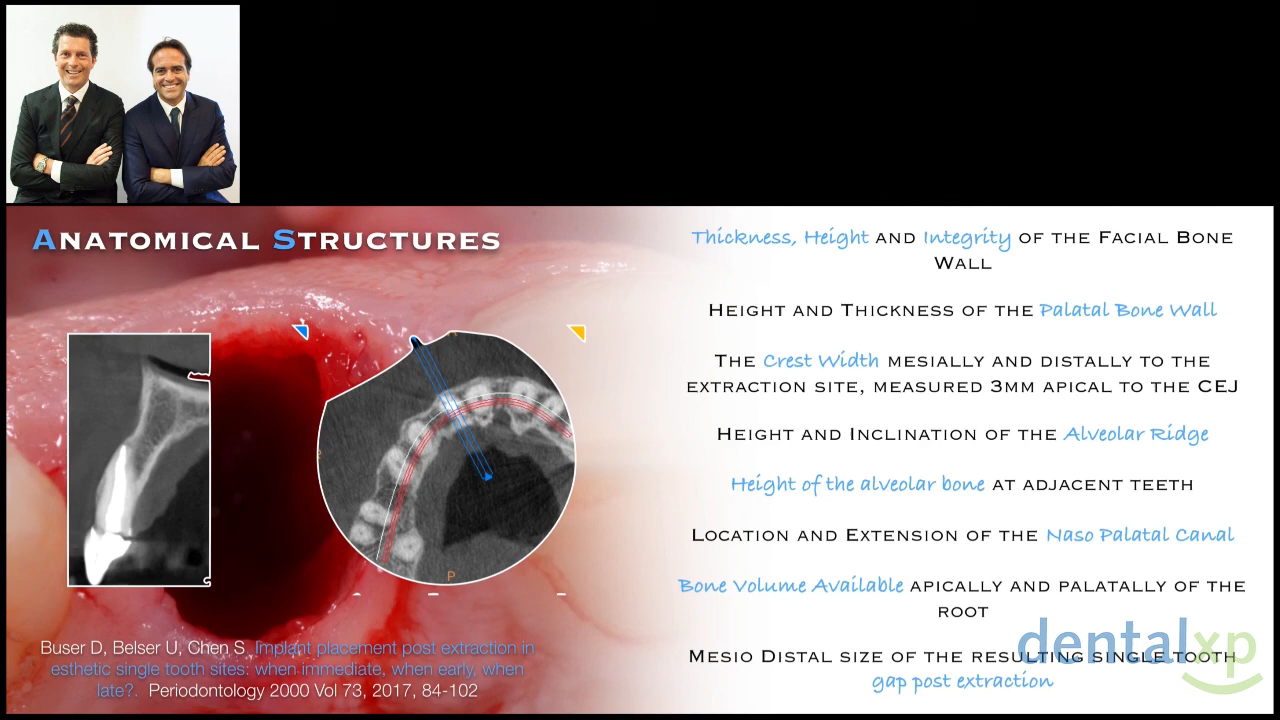 ANATOMICAL STRUCTURES
Thickness, Height AND Integrity OF THE FACIAL BONE
WALL
HEIGHT AND THICKNESS OF THE Palatal Bone Wall
THE Crest Width MESIALLY AND DISTALLY TO THE
EXTRACTION SITE, MEASURED 3MM APICAL TO THE CEJ
HEIGHT AND INCLINATION OF THE Alveolar Ridge
Height of the alveolar bone AT ADJACENT TEETH
LOCATION AND EXTENSION OF THE Naso Palatal Canal
Bone Volume Available APICALLY AND PALATALLY OF THE
ROOT
MESIO DISTAL SIZE OF THE RESULTING SINGLE TOOTH
gap post extraction
P
Buser D, Belser U, Chen S, Implant placement post extraction in
esthetic single tooth sites: when immediate, when early, when
late?. Periodontology 2000 Vol 73, 2017, 84-102
dentalxp